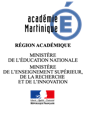 académie
Martinique
RÉGION ACADÉMIQUE
MINISTÈRE
DE L'ÉDUCATION NATIONALE
MINISTÈRE
DE L'ENSEIGNEMENT SUPÉRIEUR,
DE LA RECHERCHE
ET DE L'INNOVATION